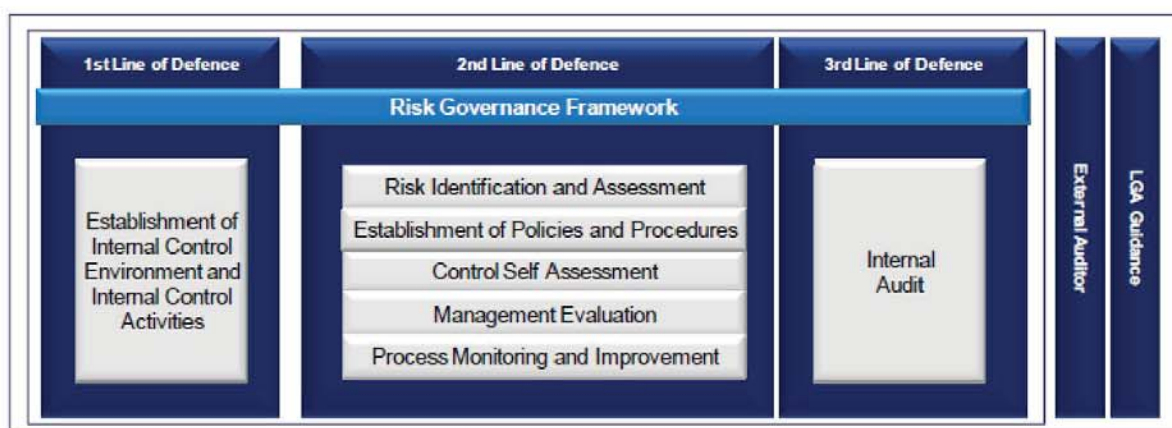 1st Line of Defence
2nd Line of Defence
3rd Line of Defence
Risk Governance Framework
Establishment of
Internal Control
Environment and
Internal Control
Activities
Risk Identification and Assessment
Establishment of Policies and Procedures
Control Self Assessment
Management Evaluation
Process Monitoring and Improvement
Internal
Audit
External Auditor
LGA Guidance